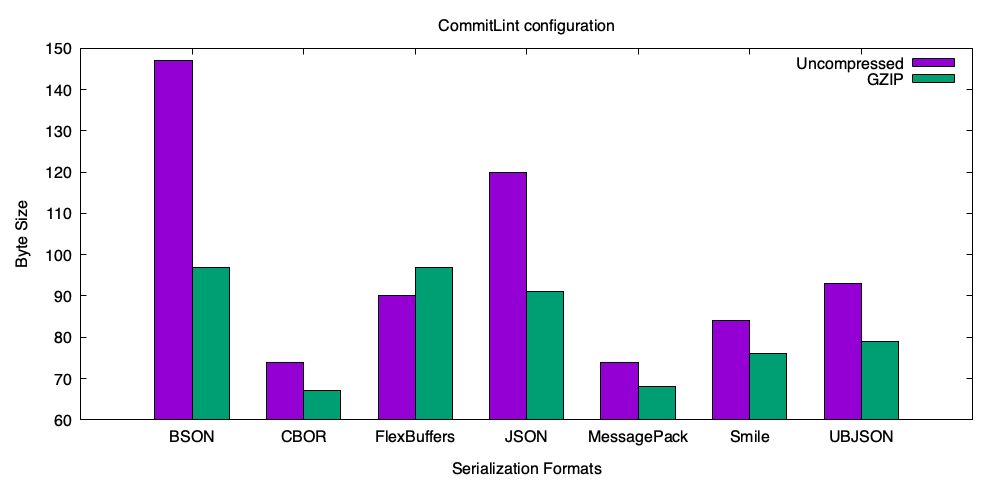 CommitLint configuration
Uncompressed
GZIP
150
140
130
120
110
100
90
80
70
60
Byte Size
BSON CBOR FlexBuffers JSON MessagePack Smile UBJSON
Serialization Formats